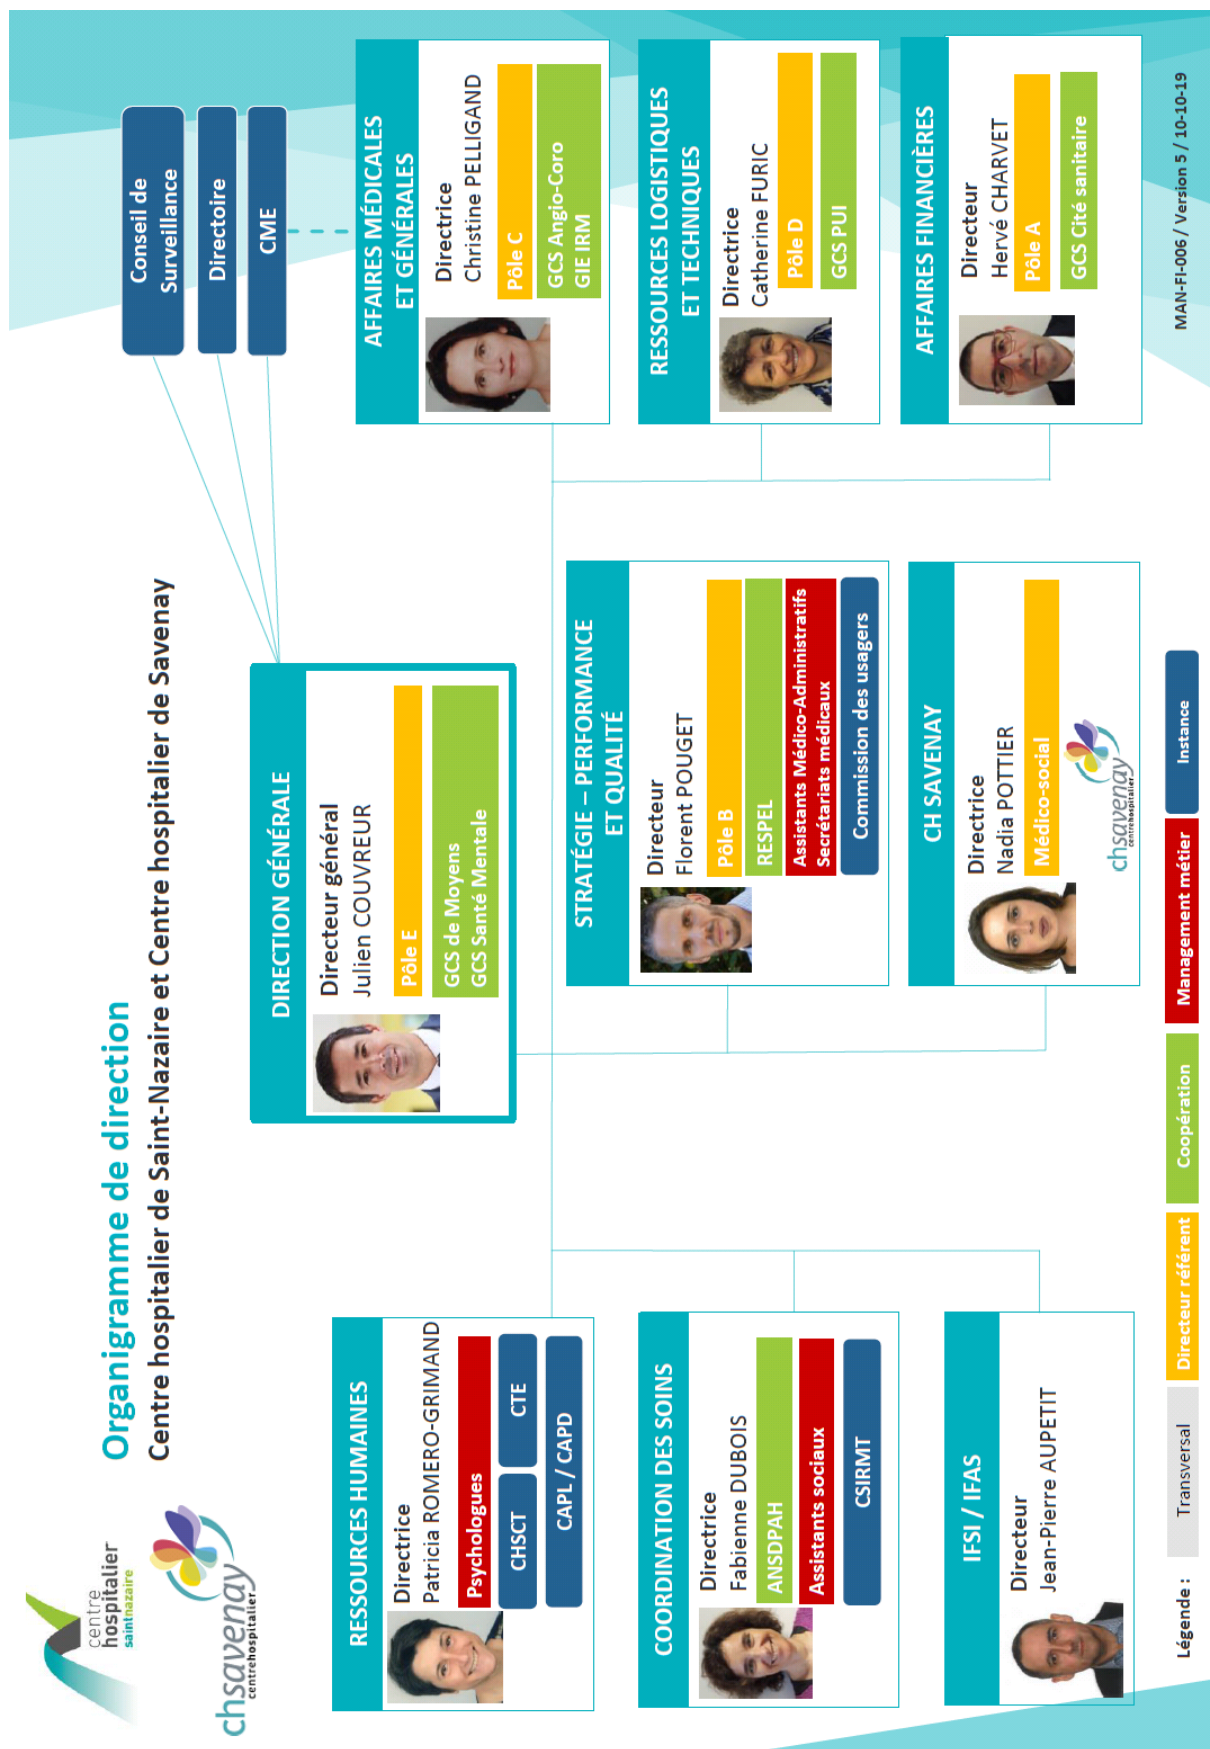 centre
hospitalier
saintnazaire
chsavenay
centrehospitalier
Organigramme de direction
Centre hospitalier de Saint-Nazaire et Centre hospitalier de Savenay
Conseil de
Surveillance
Directoire
CME
DIRECTION GÉNÉRALE
Directeur général
Julien COUVREUR
Pôle E
GCS de Moyens
GCS Santé Mentale
RESSOURCES HUMAINES
Directrice
Patricia ROMERO-GRIMAND
Psychologues
CHSCT
CTE
CAPL / CAPD
COORDINATION DES SOINS
Directrice
Fabienne DUBOIS
ANSDPAH
Assistants sociaux
CSIRMT
IFSI / IFAS
Directeur
Jean-Pierre AUPETIT
STRATÉGIE – PERFORMANCE
ET QUALITÉ
Directeur
Florent POUGET
Pôle B
RESPEL
Assistants Médico-Administratifs
Secrétariats médicaux
Commission des usagers
CH SAVENAY
Directrice
Nadia POTTIER
Médico-social
chsavenay
centrehospitalier
AFFAIRES MÉDICALES
ET GÉNÉRALES
Directrice
Christine PELLIGAND
Pôle C
GCS Angio-Coro
GIE IRM
RESSOURCES LOGISTIQUES
ET TECHNIQUES
Directrice
Catherine FURIC
Pôle D
GCS PUI
AFFAIRES FINANCIÈRES
Directeur
Hervé CHARVET
Pôle A
GCS Cité sanitaire
Légende :
Transversal
Directeur référent
Coopération
Management métier
Instance
MAN-FI-006 / Version 5 / 10-10-19